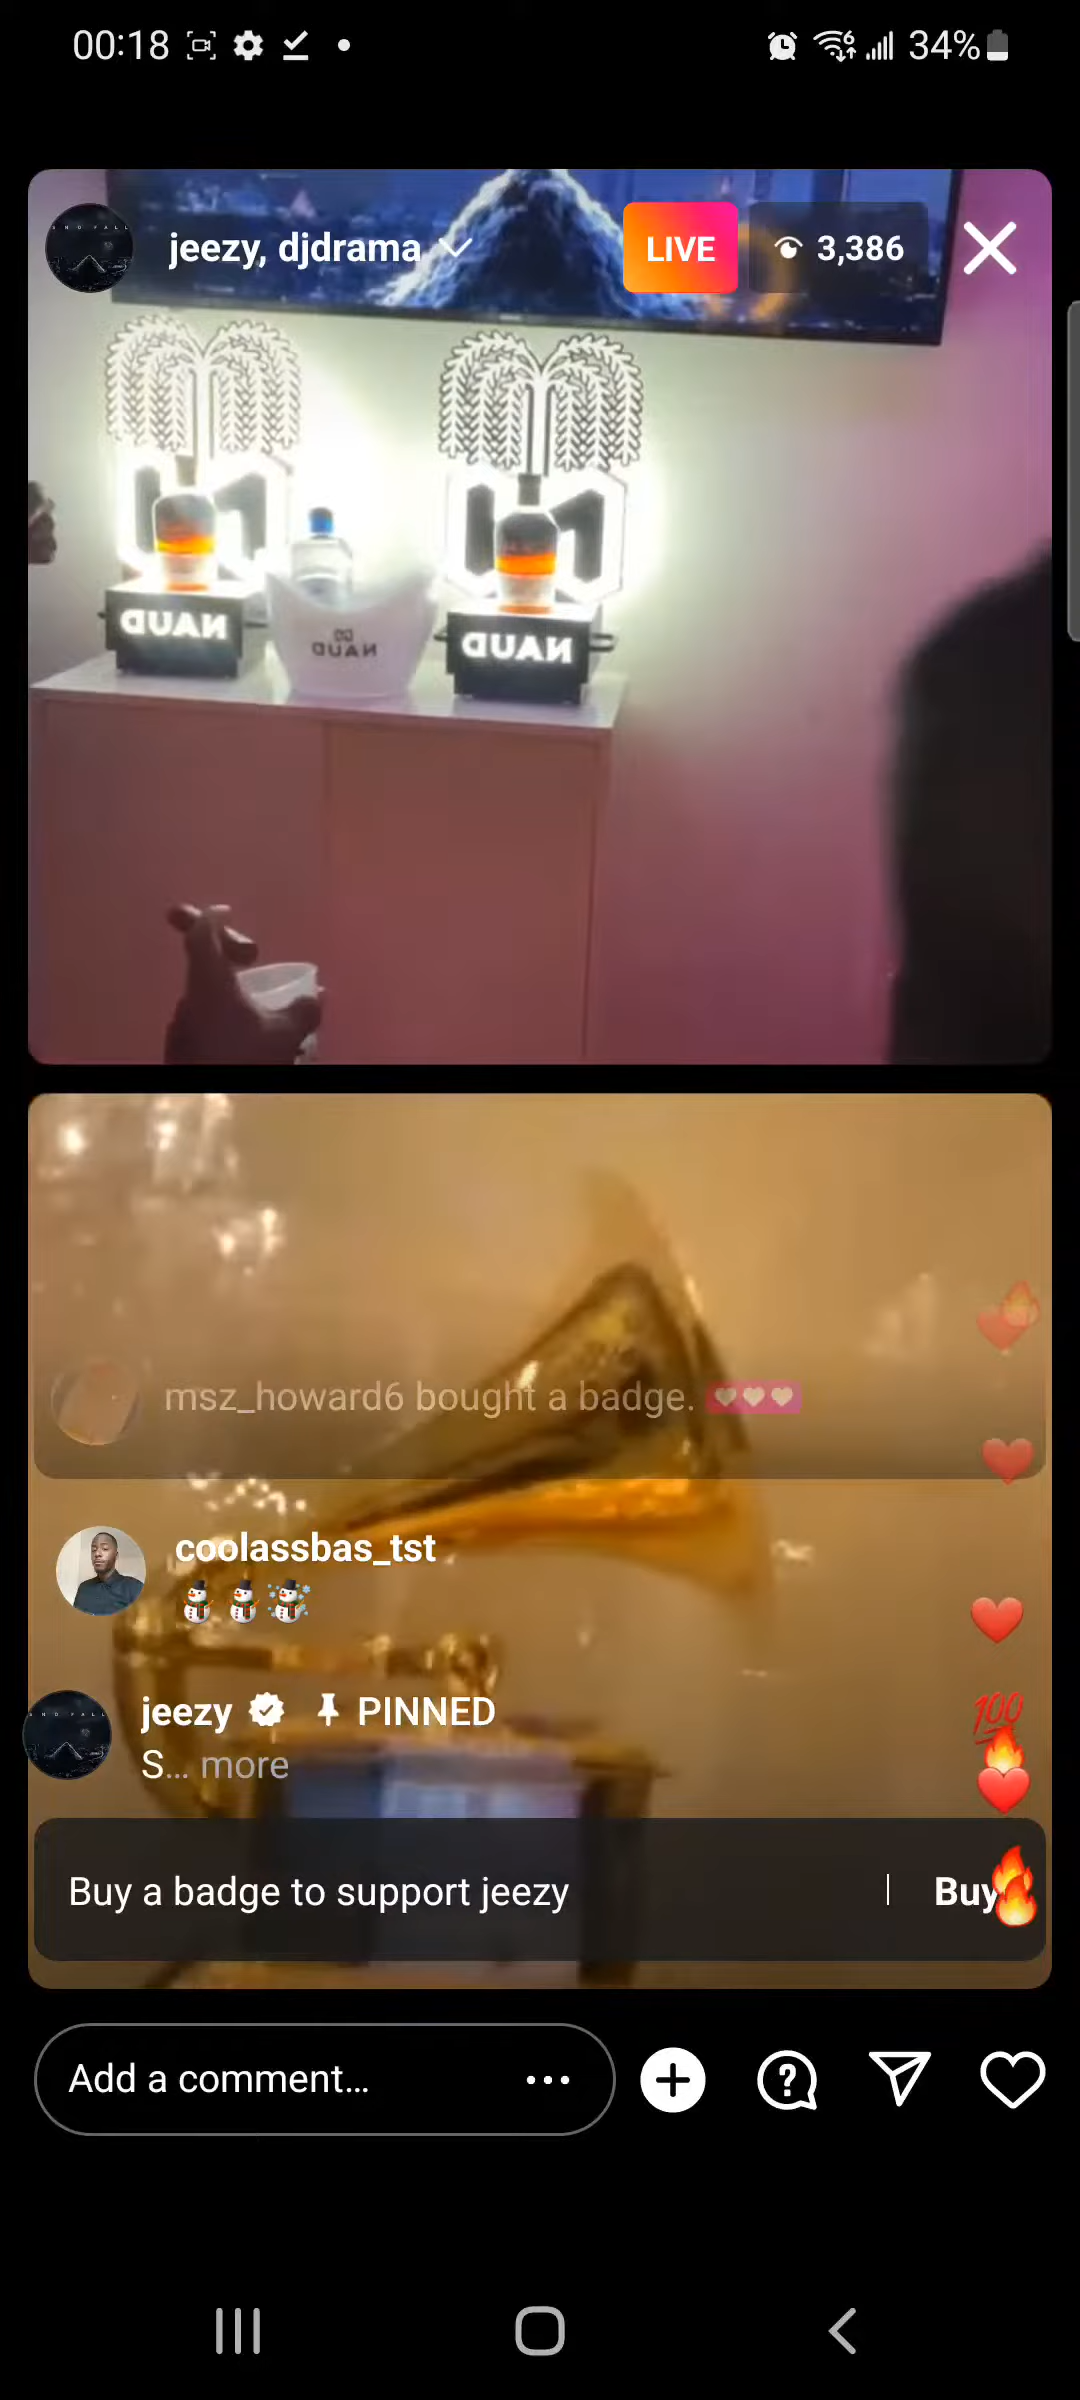 00:18
34%
jeezy, djdrama
LIVE
3,386
NAUD
NAUD
NAUD
msz_howard6 bought a badge.
coolassbas_tst
jeezy PINNED
S... more
Buy a badge to support jeezy | Buy
Add a comment...